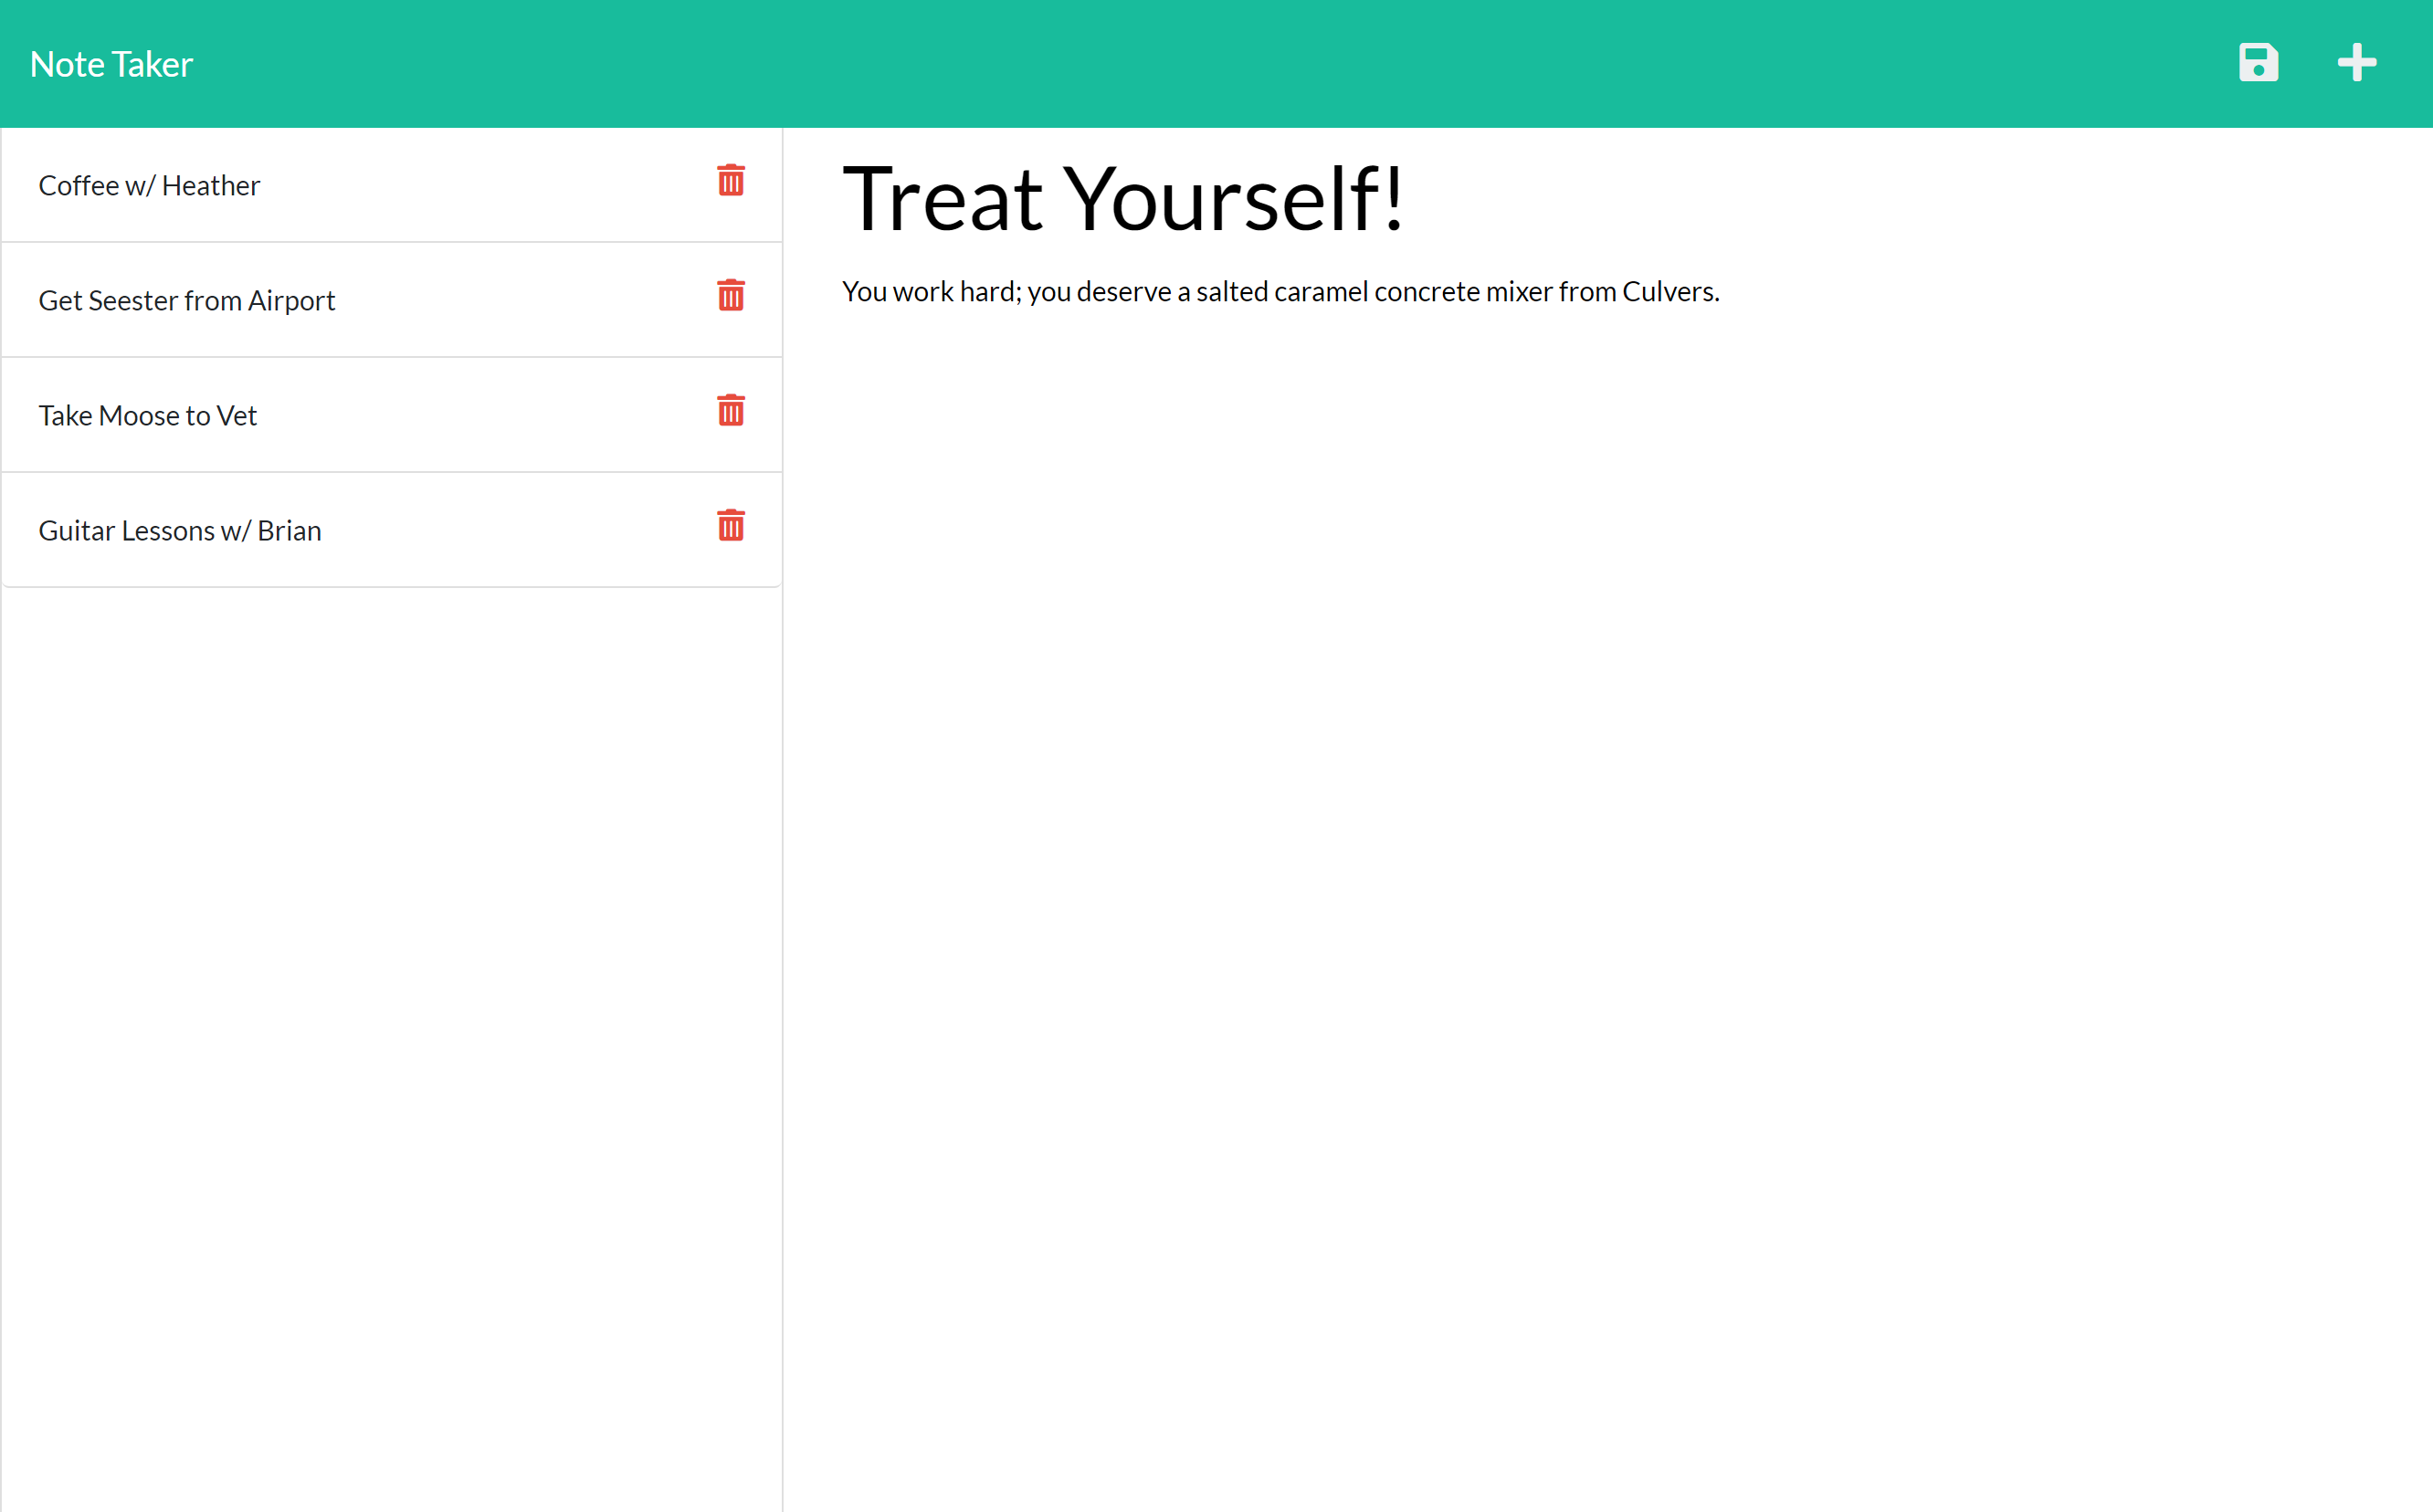 Note Taker
Coffee w/ Heather
Get Seester from Airport
Take Moose to Vet
Guitar Lessons w/ Brian
Treat Yourself!
You work hard; you deserve a salted caramel concrete mixer from Culvers.